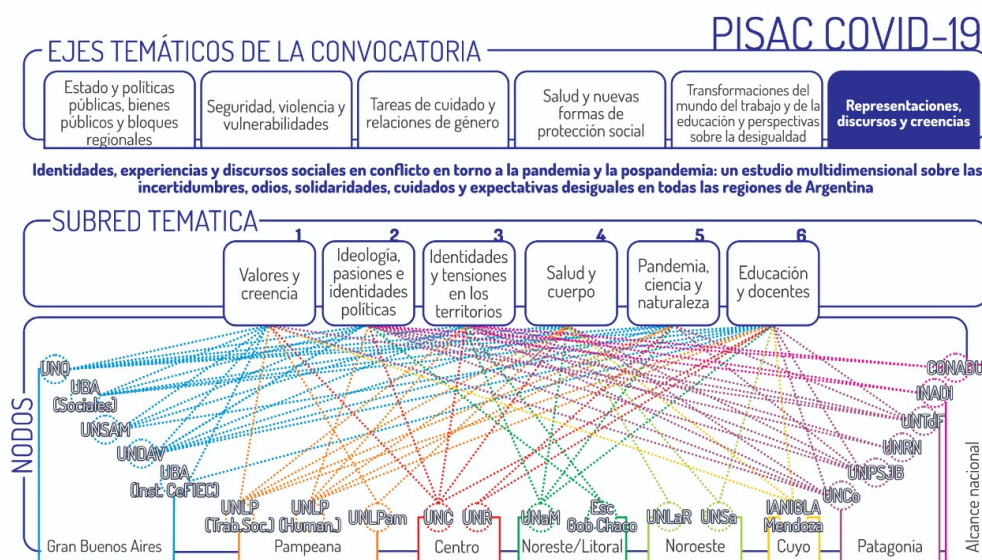 PISAC COVID-19
EJES TEMÁTICOS DE LA CONVOCATORIA
Estado y políticas
públicas, bienes
públicos y bloques
regionales
Seguridad, violencia y
vulnerabilidades
Tareas de cuidado y
relaciones de género
Salud y nuevas
formas de
protección social
Transformaciones del
mundo del trabajo y de la
educación y perspectivas
sobre la desigualdad
Representaciones,
discursos y creencias
Identidades, experiencias y discursos sociales en conflicto en torno a la pandemia y la pospandemia: un estudio multidimensional sobre las
incertidumbres, odios, solidaridades, cuidados y expectativas desiguales en todas las regiones de Argentina
SUBRED TEMATICA
1
Valores y
creencia
2
Ideología,
pasiones e
identidades
políticas
3
Identidades
y tensiones
en los
territorios
4
Salud y
cuerpo
5
Pandemia,
ciencia y
naturaleza
6
Educación
y docentes
NODOS
UNQ
UBA
(Sociales)
UNSAM
UNDAV
UBA
(Inst. CeFIEC)
UNLP
(Trab.Soc.)
UNLP
(Human.)
UNLPam
UNC
UNR
UNaM
Esc.
Gob Chaco
UNLaR
UNSa
IANIGLA
Mendoza
UNCo
UNPSJB
UNRN
UNTdF
INADI
CONADU
Gran Buenos Aires
Pampeana
Centro
Noreste/Litoral
Noroeste
Cuyo
Patagonia
Alcance nacional